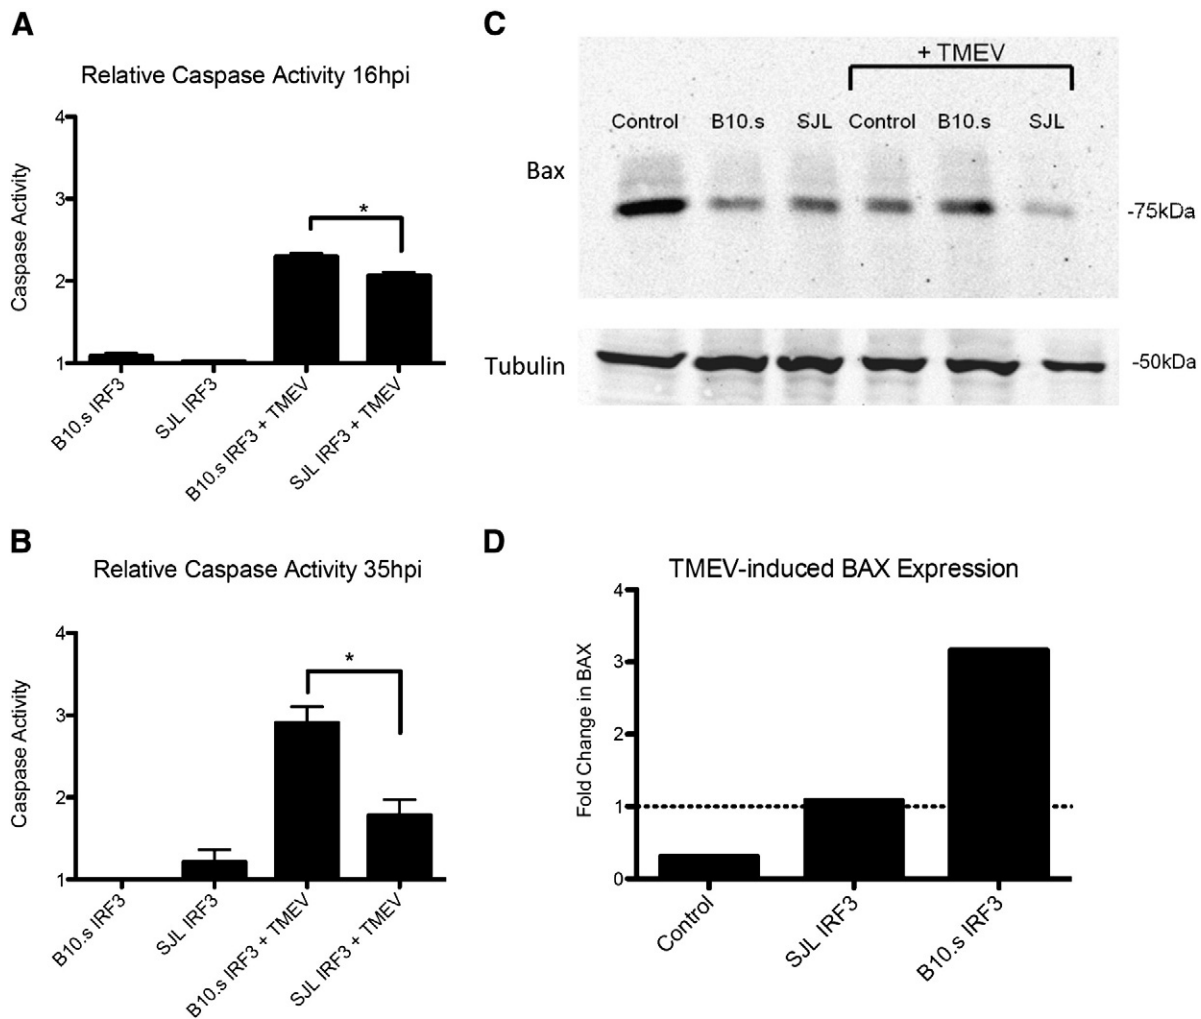 A
Relative Caspase Activity 16hpi
Caspase Activity
4
3
2
1
*
B10.s IRF3
SJL IRF3
B10.s IRF3 + TMEV
SJL IRF3 + TMEV
C
+ TMEV
Control B10.s SJL Control B10.s SJL
Bax
-75kDa
Tubulin
-50kDa
B
Relative Caspase Activity 35hpi
Caspase Activity
4
3
2
1
*
B10.s IRF3
SJL IRF3
B10.s IRF3 + TMEV
SJL IRF3 + TMEV
D
TMEV-induced BAX Expression
Fold Change in BAX
4
3
2
1
0
Control
SJL IRF3
B10.s IRF3